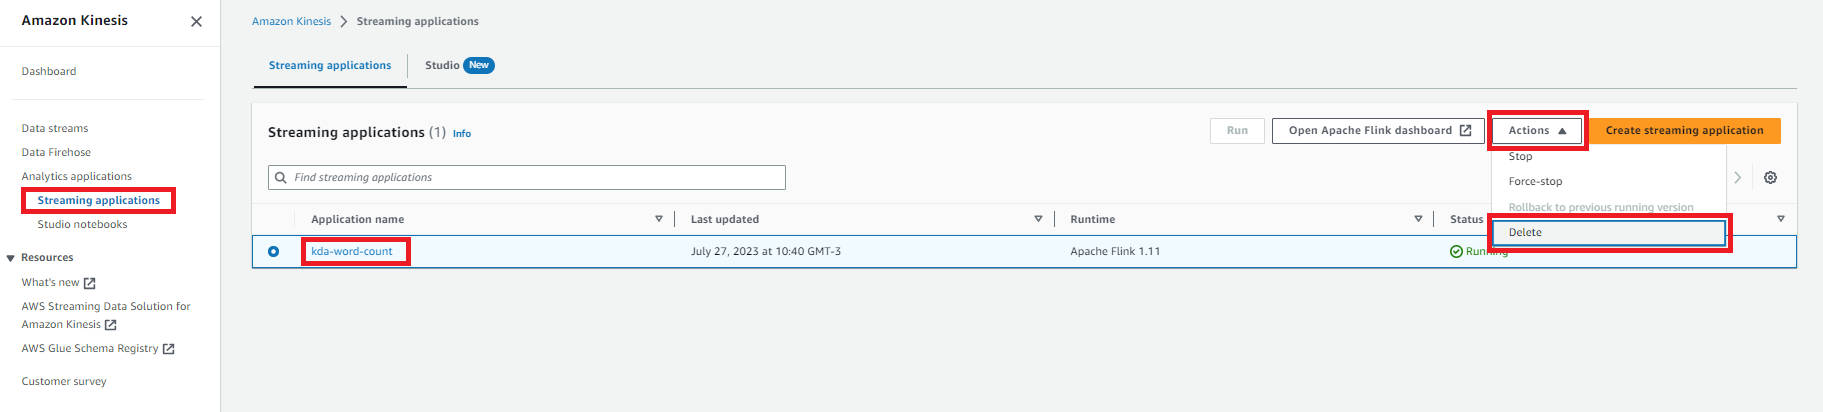 Amazon Kinesis
Dashboard
Data streams
Data Firehose
Analytics applications
Streaming applications
Studio notebooks
Resources
What's new
AWS Streaming Data Solution for
Amazon Kinesis
AWS Glue Schema Registry
Customer survey
Amazon Kinesis Streaming applications
Streaming applications Studio New
Streaming applications (1) Info
Run Open Apache Flink dashboard Actions Create streaming application
Stop
Force-stop
Rollback to previous running version
Delete
Find streaming applications
Application name Last updated Runtime Status
kda-word-count July 27, 2023 at 10:40 GMT-3 Apache Flink 1.11 Running